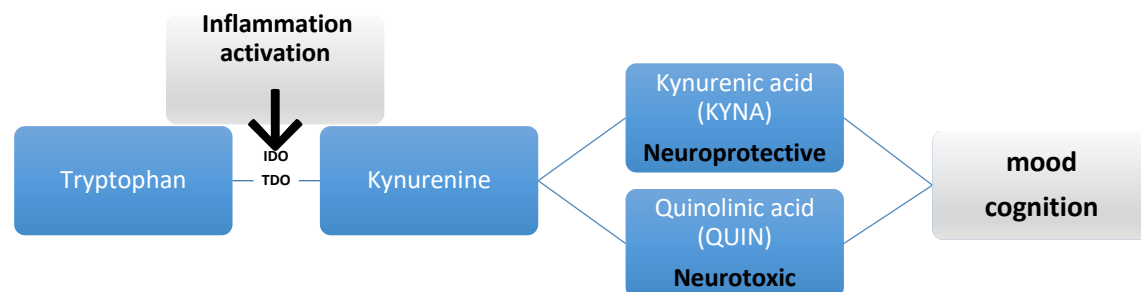 Inflammation
activation
IDO
TDO
Tryptophan
Kynurenine
Kynurenic acid
(KYNA)
Neuroprotective
Quinolinic acid
(QUIN)
Neurotoxic
mood
cognition